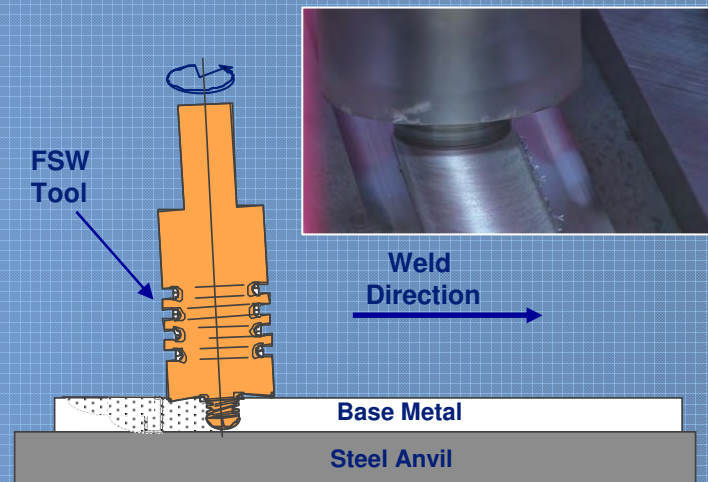 FSW
Tool
Weld
Direction
Base Metal
Steel Anvil